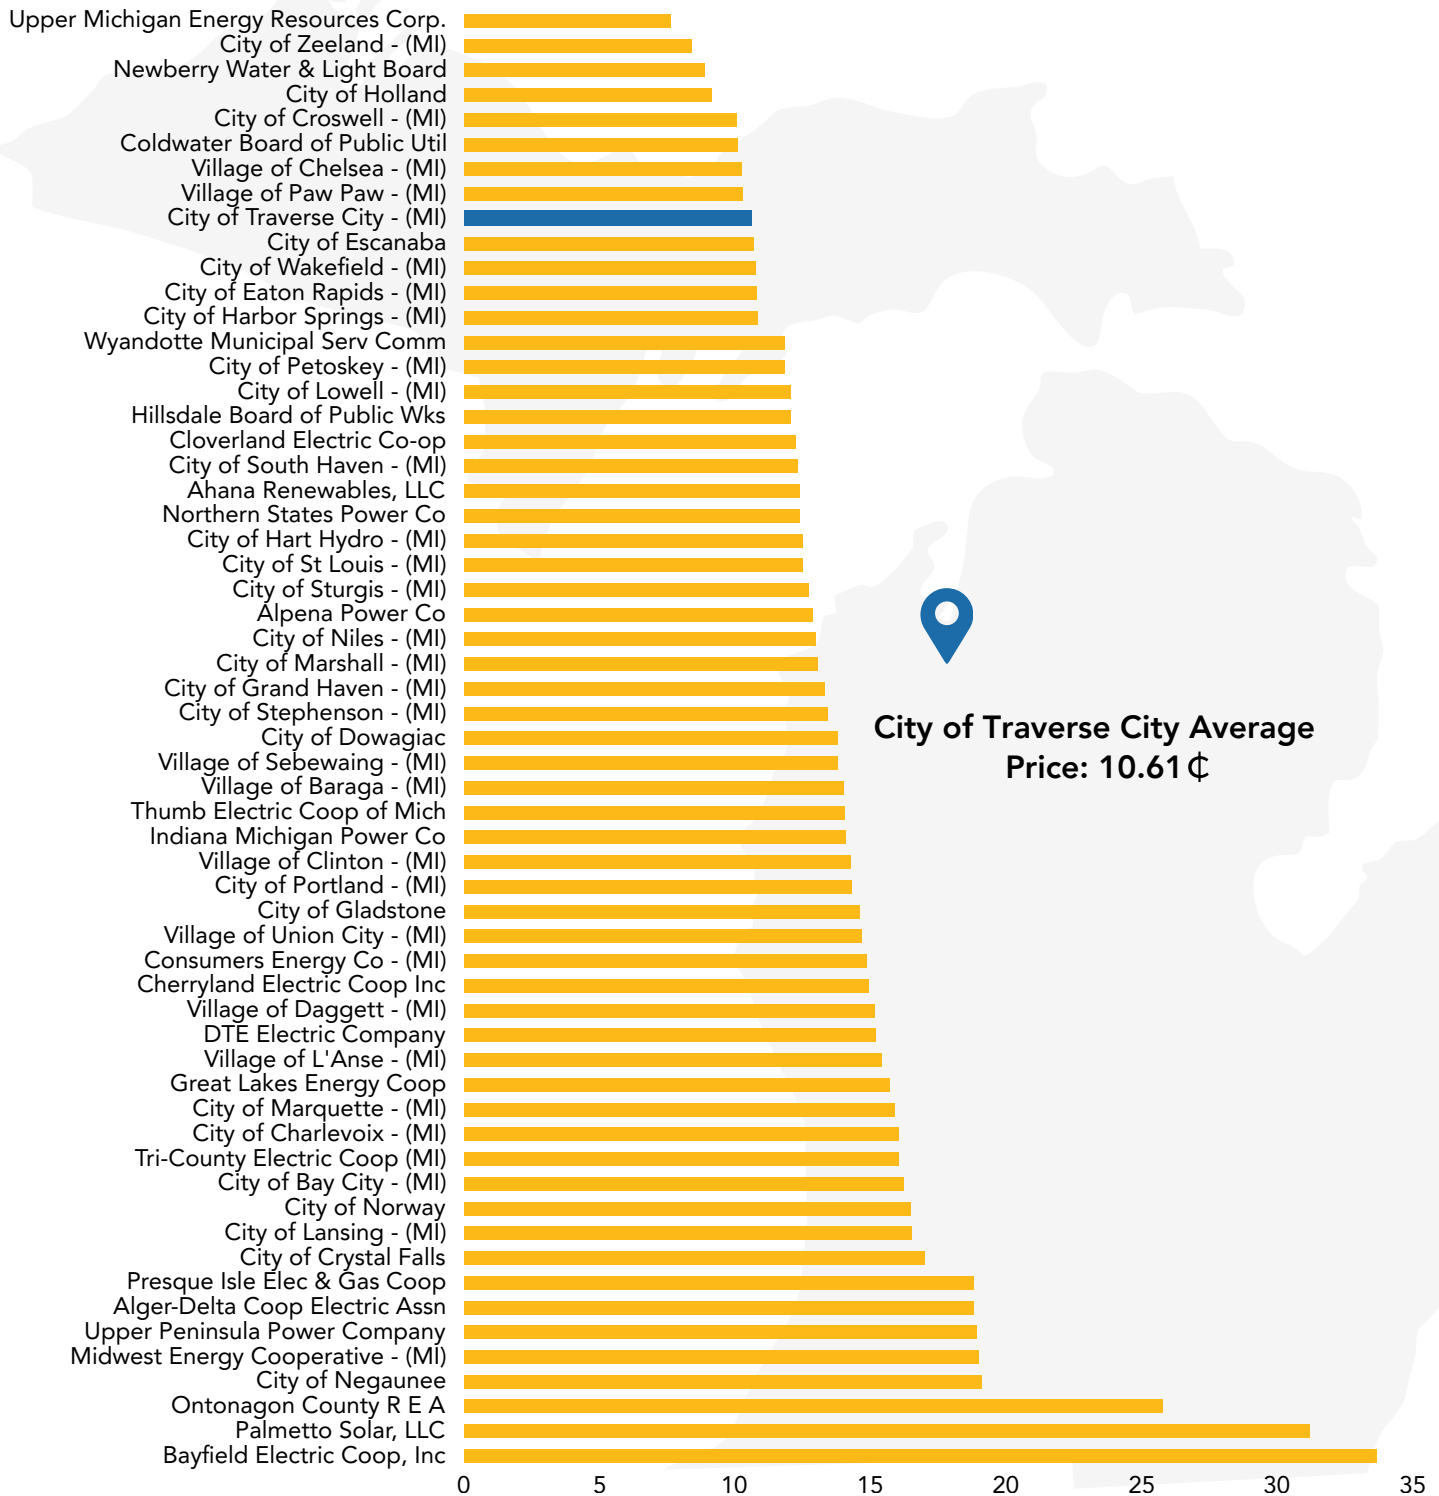 Upper Michigan Energy Resources Corp.
City of Zeeland - (MI)
Newberry Water & Light Board
City of Holland
City of Croswell - (MI)
Coldwater Board of Public Util
Village of Chelsea - (MI)
Village of Paw Paw - (MI)
City of Traverse City - (MI)
City of Escanaba
City of Wakefield - (MI)
City of Eaton Rapids - (MI)
City of Harbor Springs - (MI)
Wyandotte Municipal Serv Comm
City of Petoskey - (MI)
City of Lowell - (MI)
Hillsdale Board of Public Wks
Cloverland Electric Co-op
City of South Haven - (MI)
Ahana Renewables, LLC
Northern States Power Co
City of Hart Hydro - (MI)
City of St Louis - (MI)
City of Sturgis - (MI)
Alpena Power Co
City of Niles - (MI)
City of Marshall - (MI)
City of Grand Haven - (MI)
City of Stephenson - (MI)
City of Dowagiac
Village of Sebewaing - (MI)
Village of Baraga - (MI)
Thumb Electric Coop of Mich
Indiana Michigan Power Co
Village of Clinton - (MI)
City of Portland - (MI)
City of Gladstone
Village of Union City - (MI)
Consumers Energy Co - (MI)
Cherryland Electric Coop Inc
Village of Daggett - (MI)
DTE Electric Company
Village of L'Anse - (MI)
Great Lakes Energy Coop
City of Marquette - (MI)
City of Charlevoix - (MI)
Tri-County Electric Coop (MI)
City of Bay City - (MI)
City of Norway
City of Lansing - (MI)
City of Crystal Falls
Presque Isle Elec & Gas Coop
Alger-Delta Coop Electric Assn
Upper Peninsula Power Company
Midwest Energy Cooperative - (MI)
City of Negaunee
Ontonagon County R E A
Palmetto Solar, LLC
Bayfield Electric Coop, Inc
0 5 10 15 20 25 30 35
City of Traverse City Average
Price: 10.61₵